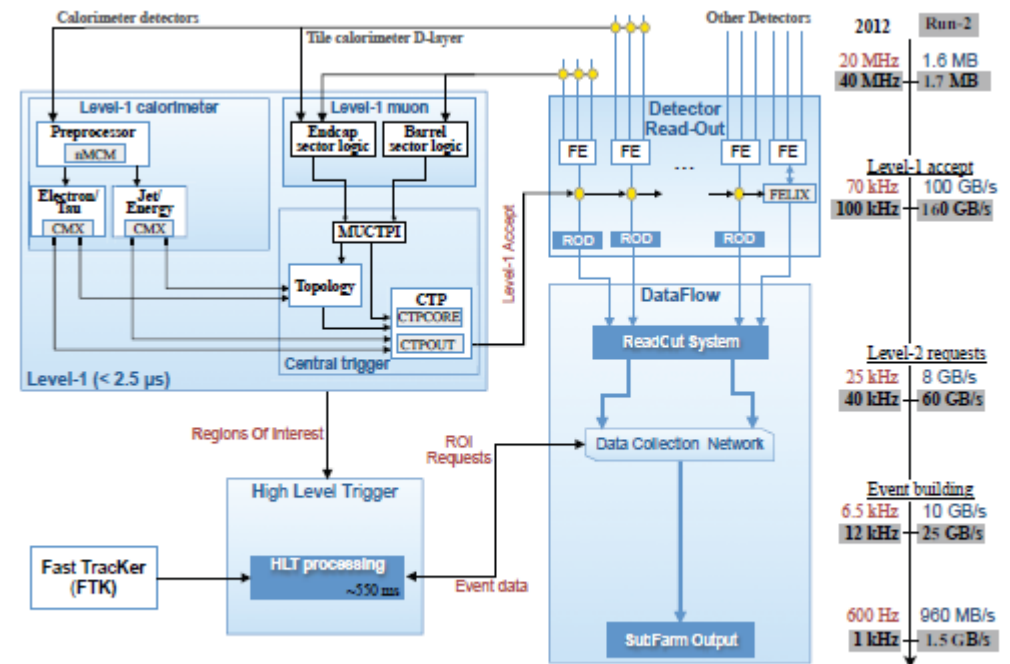 Calorimeter detectors
Tile calorimeter D-layer
Other Detectors
2012 Run-2
20 MHz 1.6 MB
40 MHz 1.7 MB
Level-1 calorimeter
Preprocessor
nMCM
Electron/
Tau
CMX
Jet/
Energy
CMX
Level-1 muon
Endcap
sector logic
Barrel
sector logic
MUCTPI
Topology
CTP
CTPCORE
CTPOUT
Central trigger
Level-1 (< 2.5 µs)
Level-1 Accept
Detector
Read-Out
FE
FE
...
FE
FE
FELIX
ROD
ROD
ROD
Level-1 accept
70 kHz 100 GB/s
100 kHz 160 GB/s
DataFlow
ReadOut System
Data Collection Network
SubFarm Output
Level-2 requests
25 kHz 8 GB/s
40 kHz 60 GB/s
Regions Of Interest
ROI
Requests
High Level Trigger
HLT processing
~550 ms
Fast TracKer
(FTK)
Event data
Event building
6.5 kHz 10 GB/s
12 kHz 25 GB/s
600 Hz 960 MB/s
1 kHz 1.5 GB/s